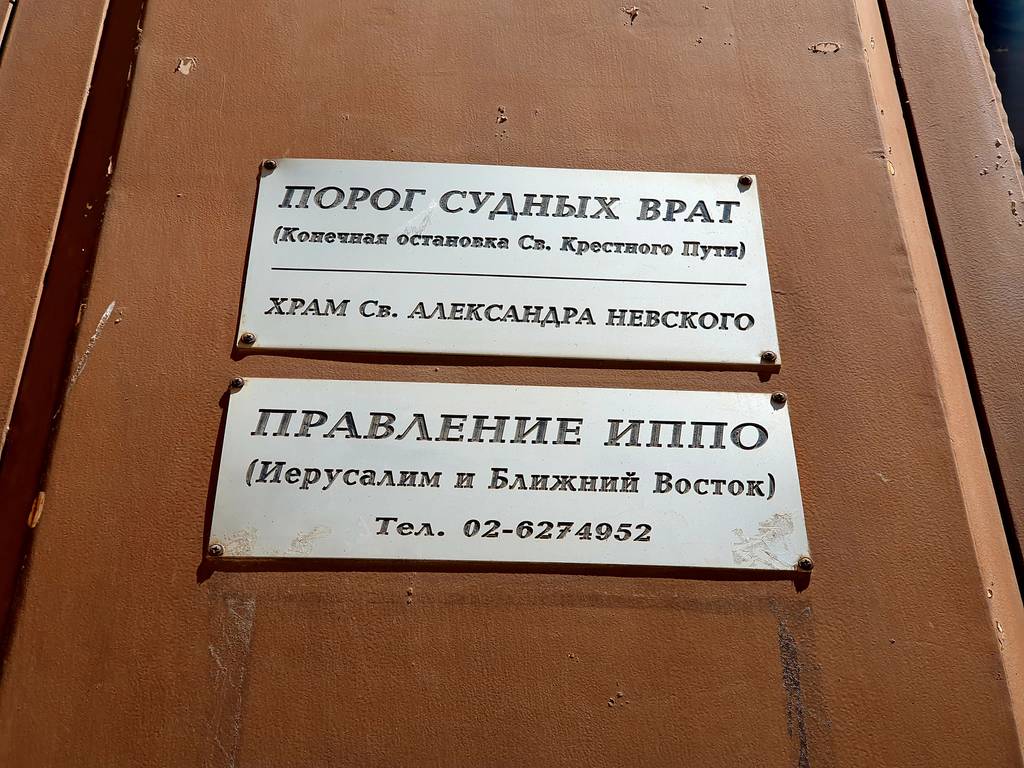 ПОРОГ СУДНЫХ ВРАТ
(Конечная остановка Св. Крестного Пути)
ХРАМ Св. АЛЕКСАНДРА НЕВСКОГО
ПРАВЛЕНИЕ ИППО
(Иерусалим и Ближний Восток)
Тел. 02-6274952